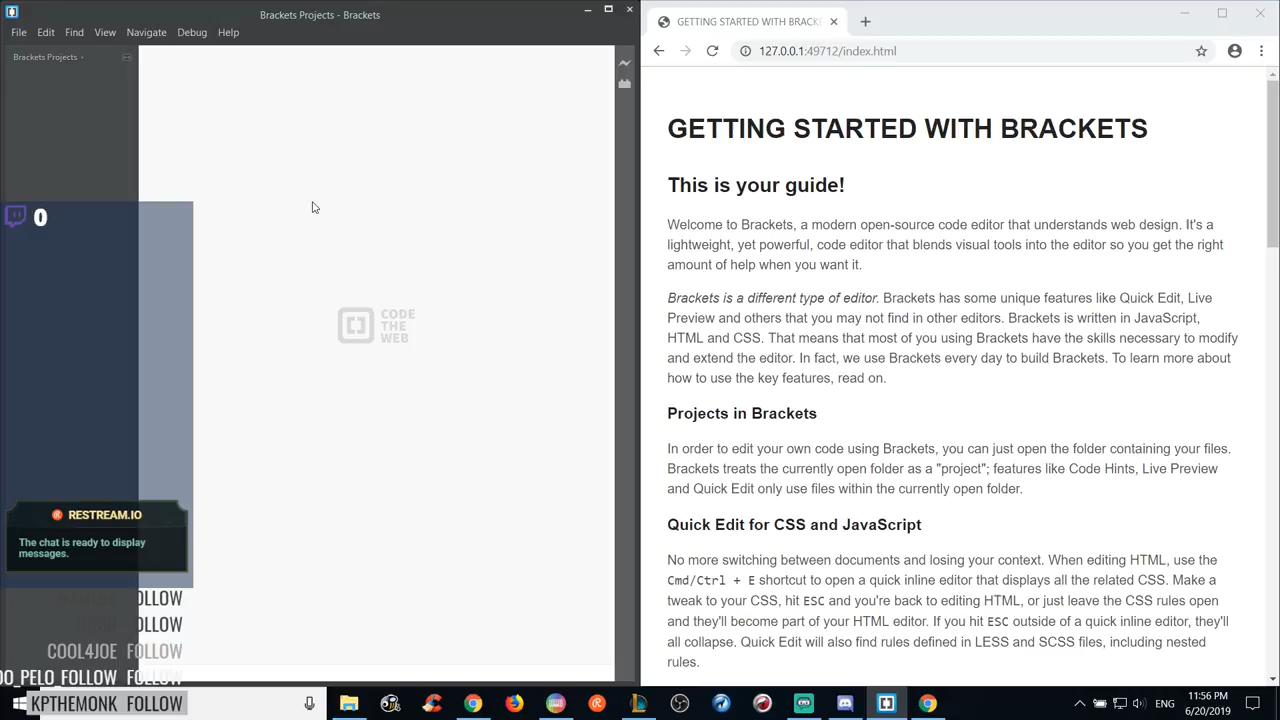 Brackets Projects - Brackets
File Edit Find View Navigate Debug Help
Brackets Projects
0
CODE
THE
WEB
RESTREAM.IO
The chat is ready to display
messages.
FOLLOW
FOLLOW
COOL4JOE FOLLOW
OO_PELO_FOLLOW FOLLOW
KPTHEMONK FOLLOW
GETTING STARTED WITH BRACKE
127.0.0.1:49712/index.html
GETTING STARTED WITH BRACKETS
This is your guide!
Welcome to Brackets, a modern open-source code editor that understands web design. It's a
lightweight, yet powerful, code editor that blends visual tools into the editor so you get the right
amount of help when you want it.
Brackets is a different type of editor. Brackets has some unique features like Quick Edit, Live
Preview and others that you may not find in other editors. Brackets is written in JavaScript,
HTML and CSS. That means that most of you using Brackets have the skills necessary to modify
and extend the editor. In fact, we use Brackets every day to build Brackets. To learn more about
how to use the key features, read on.
Projects in Brackets
In order to edit your own code using Brackets, you can just open the folder containing your files.
Brackets treats the currently open folder as a "project"; features like Code Hints, Live Preview
and Quick Edit only use files within the currently open folder.
Quick Edit for CSS and JavaScript
No more switching between documents and losing your context. When editing HTML, use the
Cmd/Ctrl + E shortcut to open a quick inline editor that displays all the related CSS. Make a
tweak to your CSS, hit ESC and you're back to editing HTML, or just leave the CSS rules open
and they'll become part of your HTML editor. If you hit ESC outside of a quick inline editor, they'll
all collapse. Quick Edit will also find rules defined in LESS and SCSS files, including nested
rules.
ENG
11:56 PM
6/20/2019